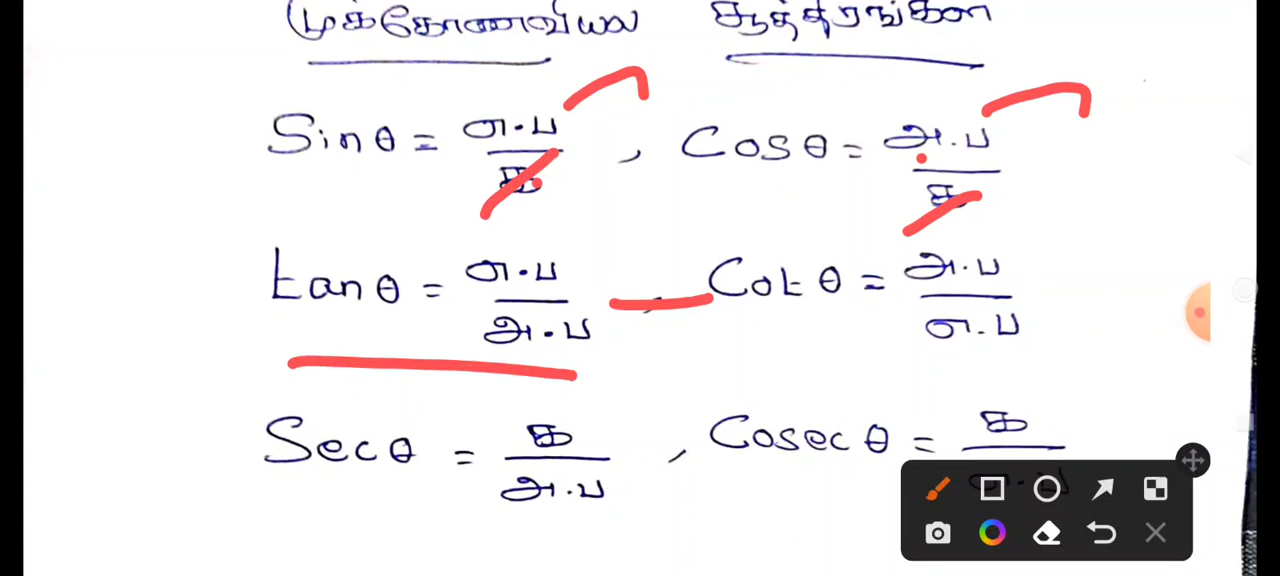 முக்கோணவியல் சூத்திரங்கள்
Sinθ = எ.ப / க , Cosθ = அ.ப / க
tanθ = எ.ப / அ.ப , Cotθ = அ.ப / எ.ப
Secθ = க / அ.ப , Cosecθ = க / எ.ப